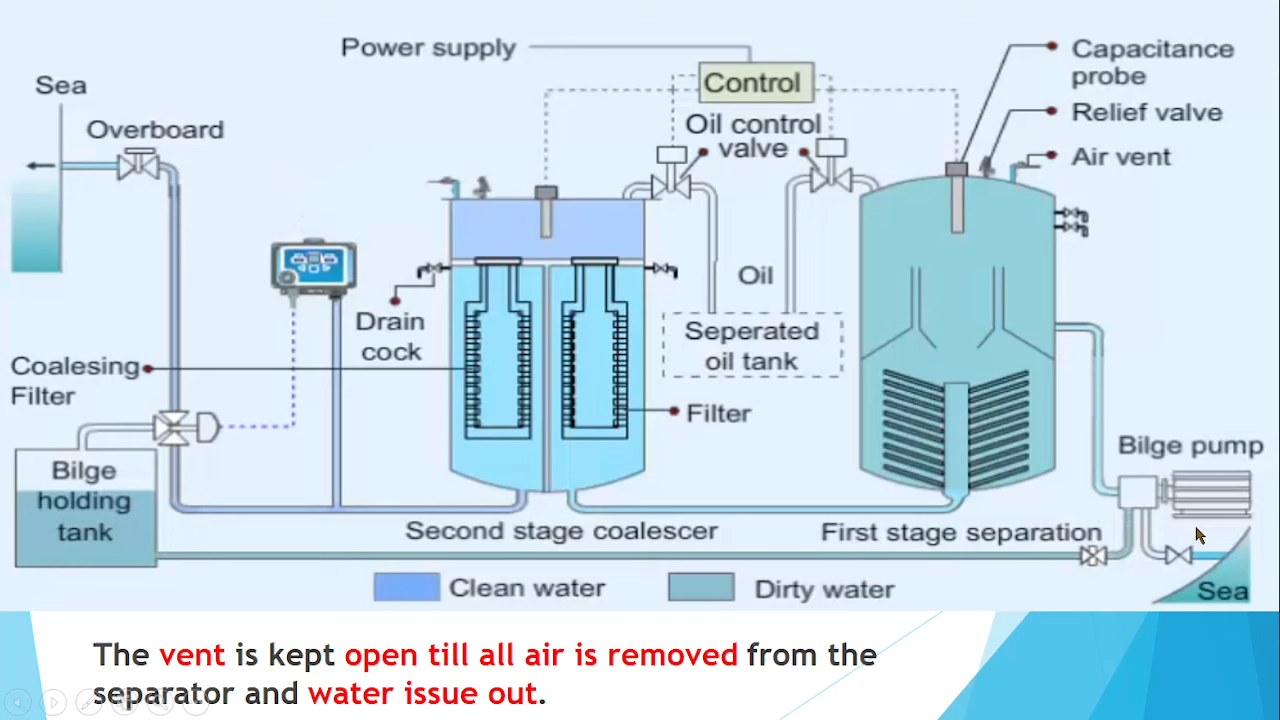 Power supply
Control
Capacitance
probe
Sea
Overboard
Oil control
valve
Relief valve
Air vent
Drain
cock
Oil
Seperated
oil tank
Coalesing
Filter
Filter
Bilge pump
Bilge
holding
tank
Second stage coalescer
First stage separation
Sea
Clean water
Dirty water
The vent is kept open till all air is removed from the
separator and water issue out.